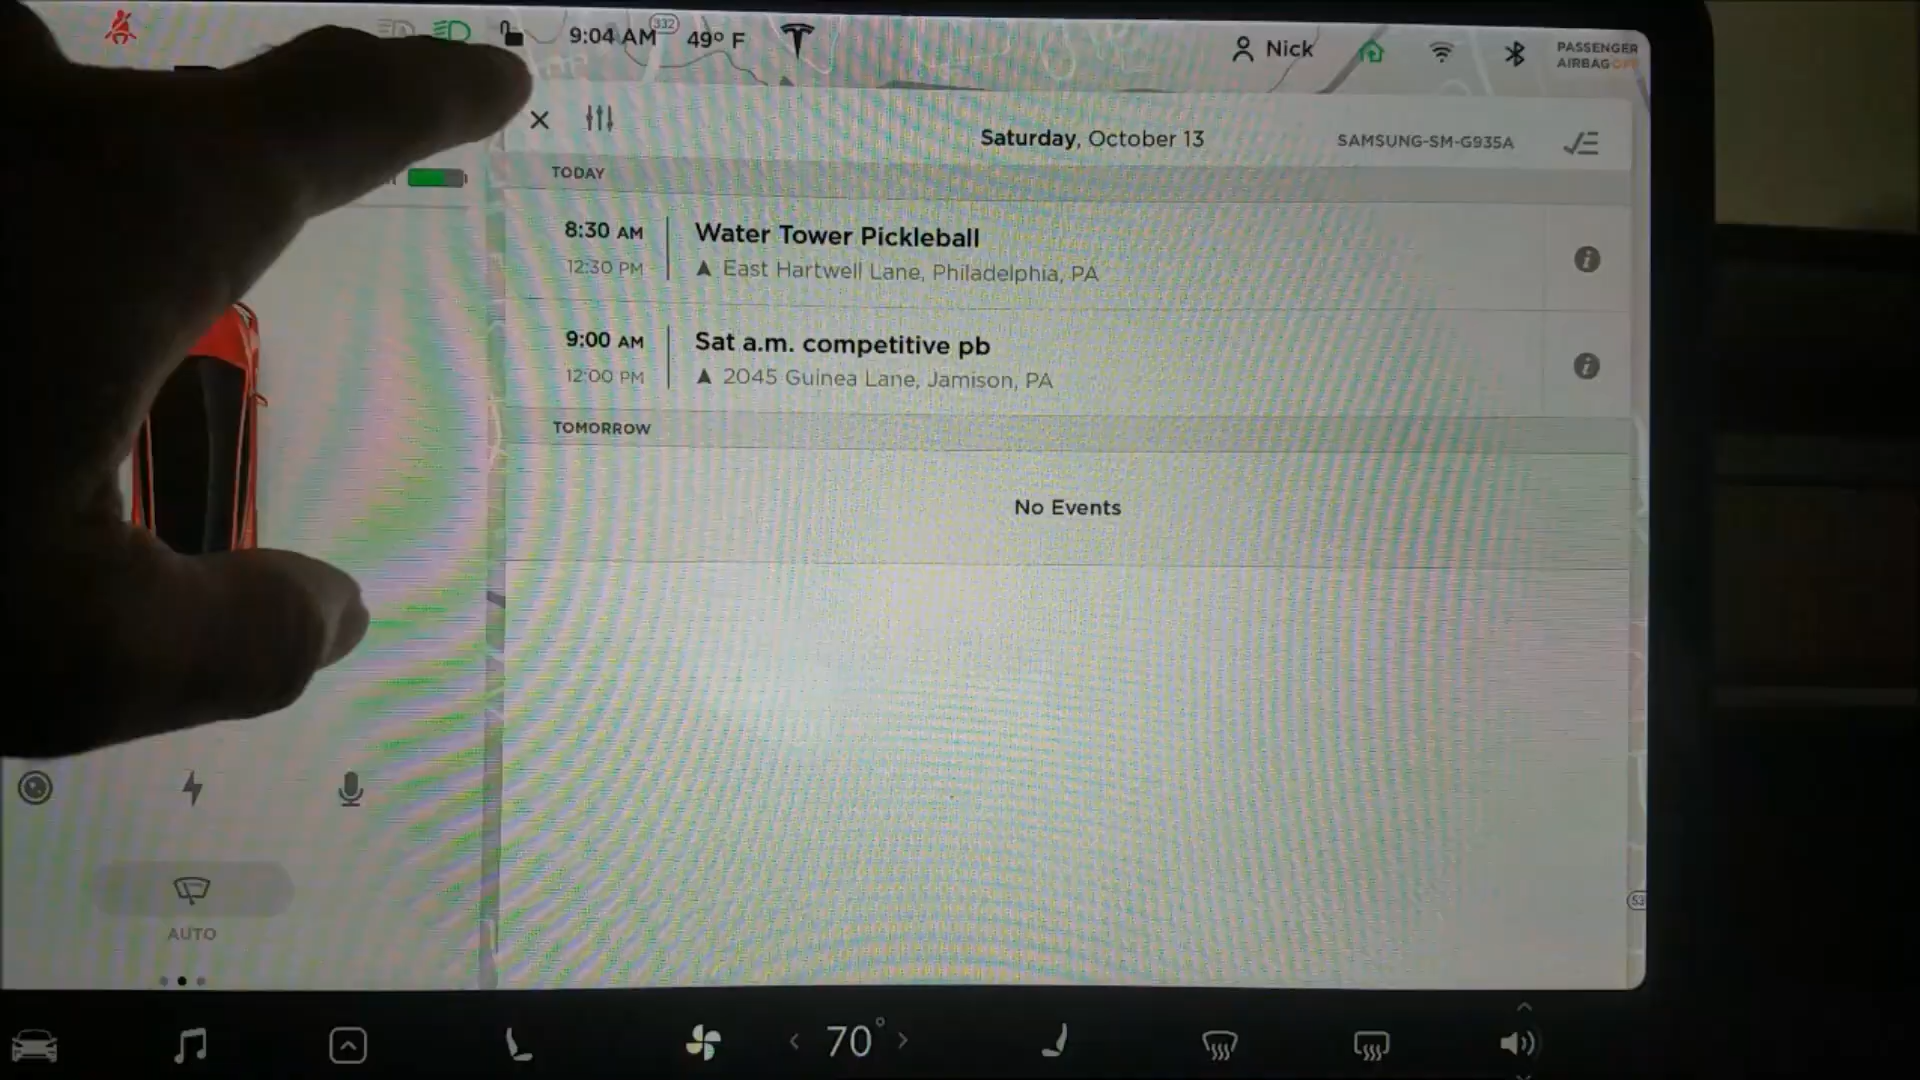 9:04 AM
332
49° F
Nick
PASSENGER
AIRBAG OFF
Saturday, October 13
SAMSUNG-SM-G935A
TODAY
8:30 AM
Water Tower Pickleball
12:30 PM
East Hartwell Lane, Philadelphia, PA
9:00 AM
Sat a.m. competitive pb
12:00 PM
2045 Guinea Lane, Jamison, PA
TOMORROW
No Events
AUTO
70°